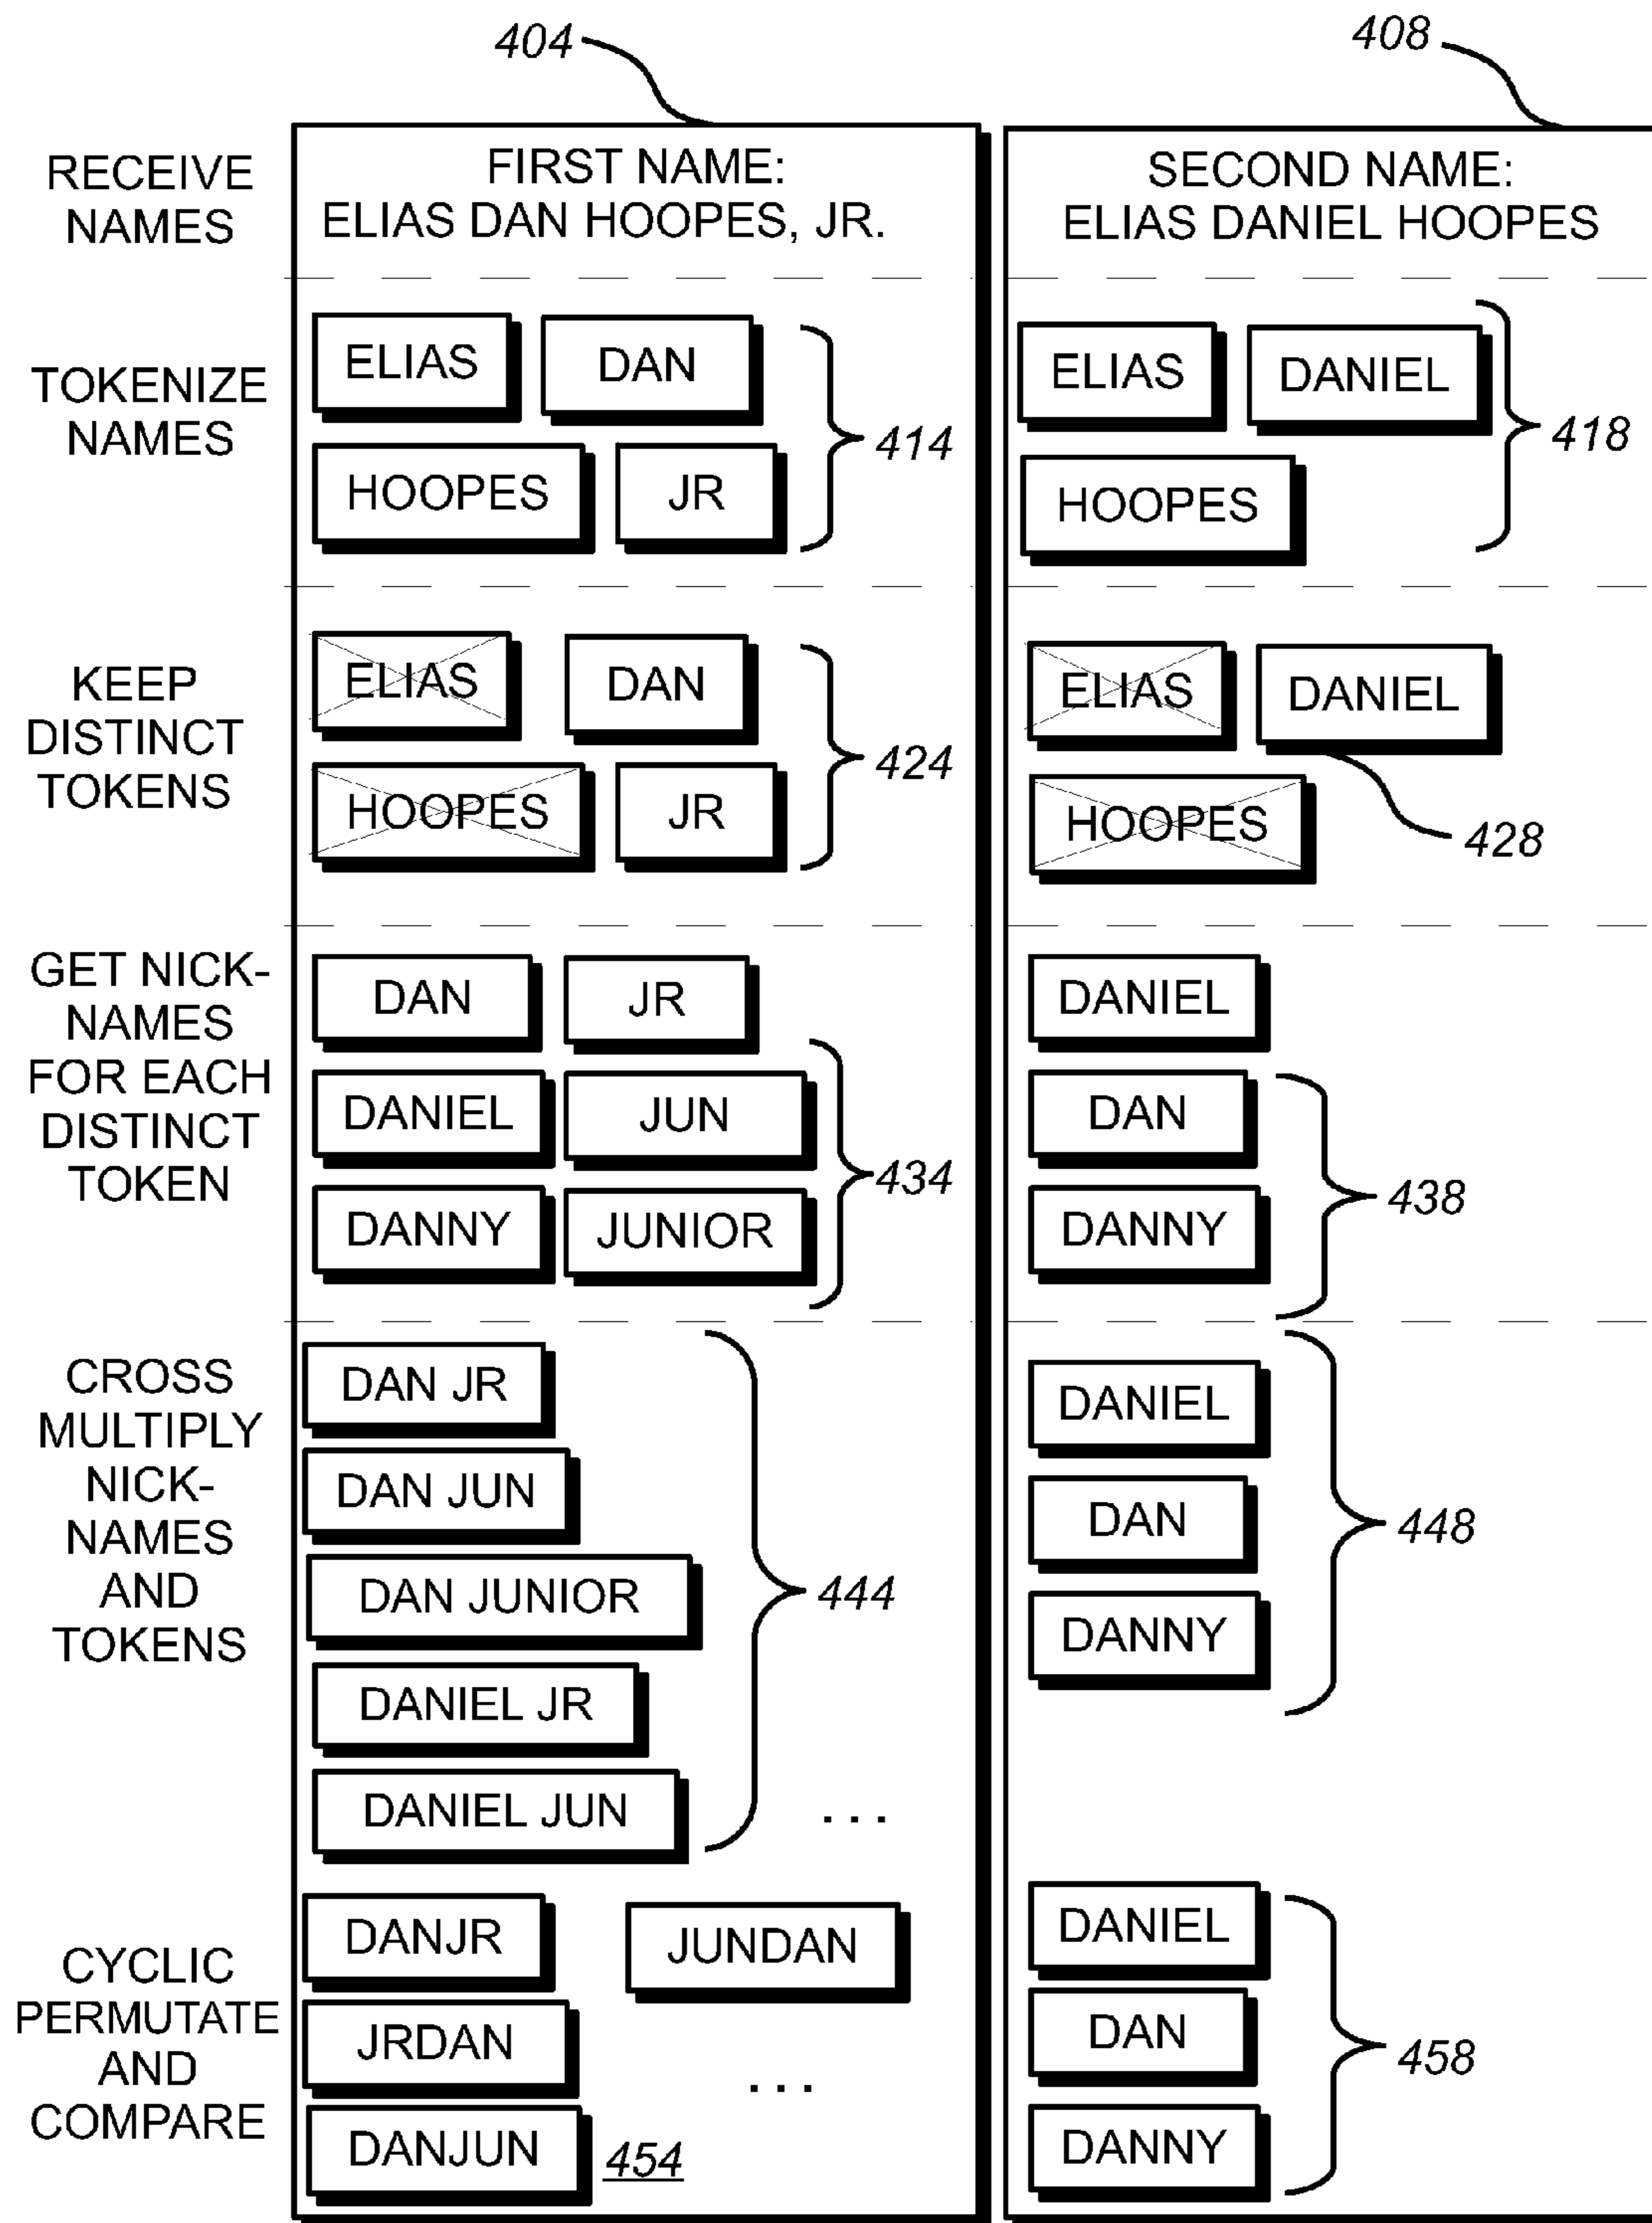 404
408
RECEIVE
NAMES
FIRST NAME:
ELIAS DAN HOOPES, JR.
SECOND NAME:
ELIAS DANIEL HOOPES
TOKENIZE
NAMES
ELIAS
DAN
HOOPES
JR
414
ELIAS
DANIEL
HOOPES
418
KEEP
DISTINCT
TOKENS
ELIAS
DAN
HOOPES
JR
424
ELIAS
DANIEL
HOOPES
428
GET NICK-
NAMES
FOR EACH
DISTINCT
TOKEN
DAN
JR
DANIEL
JUN
DANNY
JUNIOR
434
DANIEL
DAN
DANNY
438
CROSS
MULTIPLY
NICK-
NAMES
AND
TOKENS
DAN JR
DAN JUN
DAN JUNIOR
DANIEL JR
DANIEL JUN
444
...
DANIEL
DAN
DANNY
448
CYCLIC
PERMUTATE
AND
COMPARE
DANJR
JUNDAN
JRDAN
...
DANJUN
454
DANIEL
DAN
DANNY
458